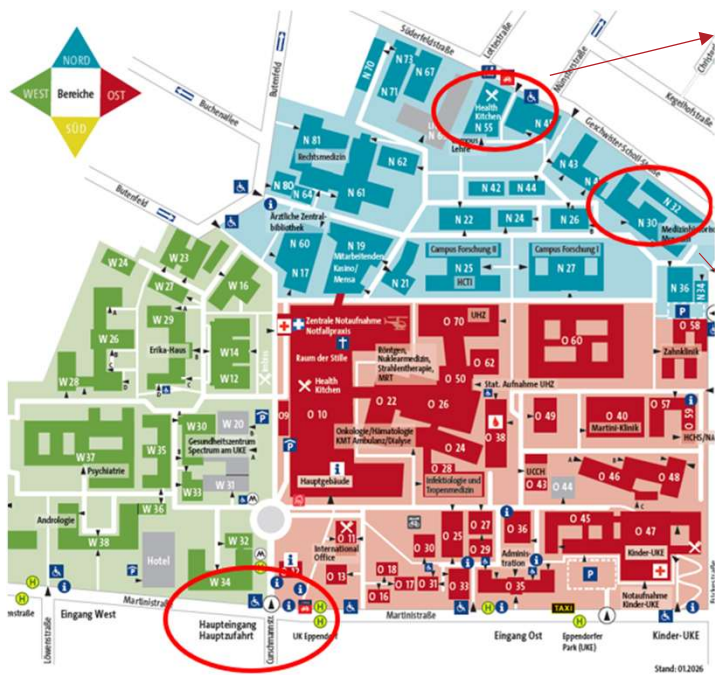 NORD
WEST
Bereiche
OST
SÜD
Süderfeldstraße
Lottestraße
Münsterstraße
Kegelhofstraße
Geschwister-Scholl-Straße
Butenfeld
Buchenallee
Butenfeld
N 70
N 73
N 67
N 71
Health
Kitchen
N 55
Lehre
N 43
N 32
N 30
N 81
Rechtsmedizin
N 62
N 80
N 64
N 61
N 42
N 44
Ärztliche Zentral-
bibliothek
N 22
N 24
N 26
N 60
N 19
Mitarbeitenden
Kasino/
Mensa
N 17
N 21
Campus Forschung II
N 25
HCTI
Campus Forschung I
N 27
N 36
N 34
P
W 24
W 23
W 27
W 16
W 29
W 26
Erika-Haus
W 14
W 12
W 28
W 30
W 20
Gesundheitszentrum
Spectrum am UKE
W 37
Psychiatrie
W 35
W 33
W 31
W 36
Andrologie
W 38
Hotel
W 32
W 34
Zentrale Notaufnahme
Notfallpraxis
Raum der Stille
Health
Kitchen
O 10
O 70
UHZ
Röntgen,
Nuklearmedizin,
Strahlentherapie,
MRT
O 62
O 50
Stat. Aufnahme UHZ
O 22
O 26
Onkologie/Hämatologie
KMT Ambulanz/Dialyse
O 24
O 38
O 28
Infektiologie und
Tropenmedizin
Hauptgebäude
O 60
O 58
Zahnklinik
O 49
O 40
Martini-Klinik
O 57
O 59
UCCH
O 43
O 44
O 46
O 48
O 45
O 47
Kinder-UKE
P
Notaufnahme
Kinder-UKE
O 11
International
Office
O 13
O 18
O 16
O 17
O 30
O 31
O 25
O 27
O 29
O 33
O 36
Adminis-
tration
O 35
Martinistraße
Haupteingang
Hauptzufahrt
UK Eppendorf
Martinistraße
Eingang West
Löwenstraße
Eingang Ost
TAXI
Eppendorfer
Park (UKE)
Kinder-UKE
Stand: 01.2026